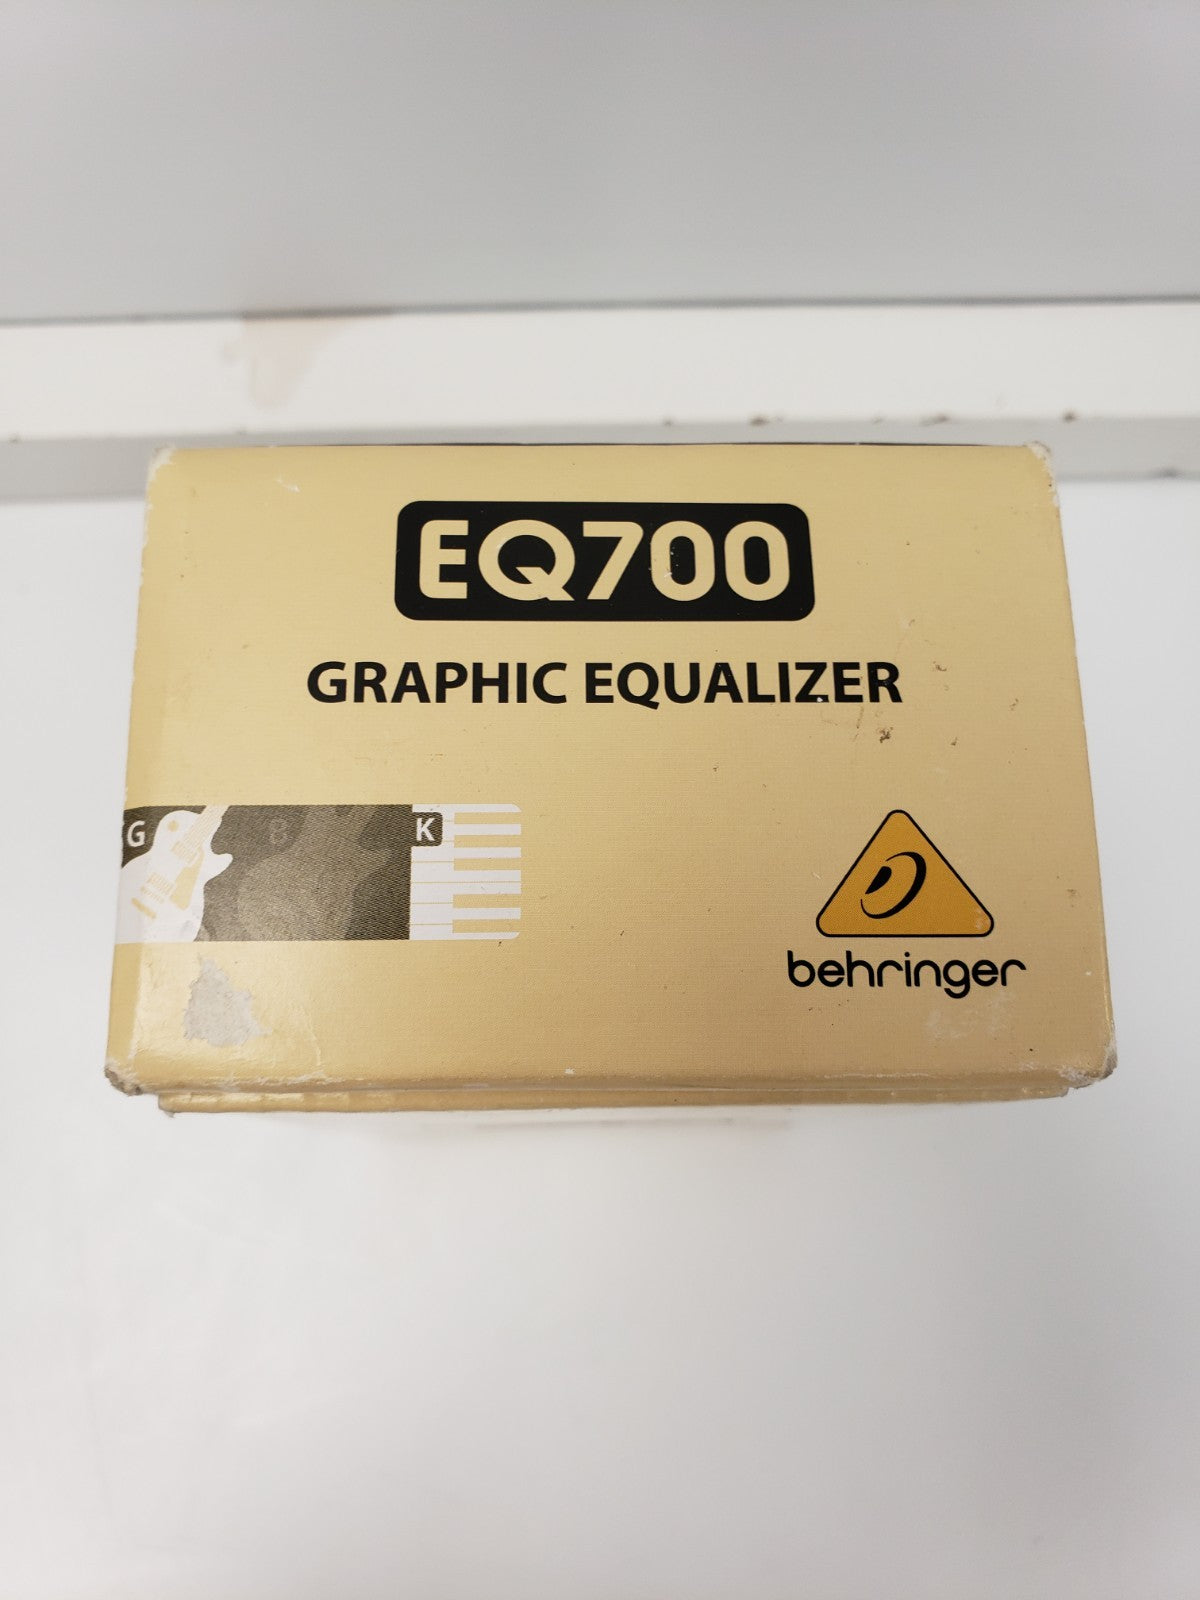 EQ700
GRAPHIC EQUALIZER
G B K
behringer